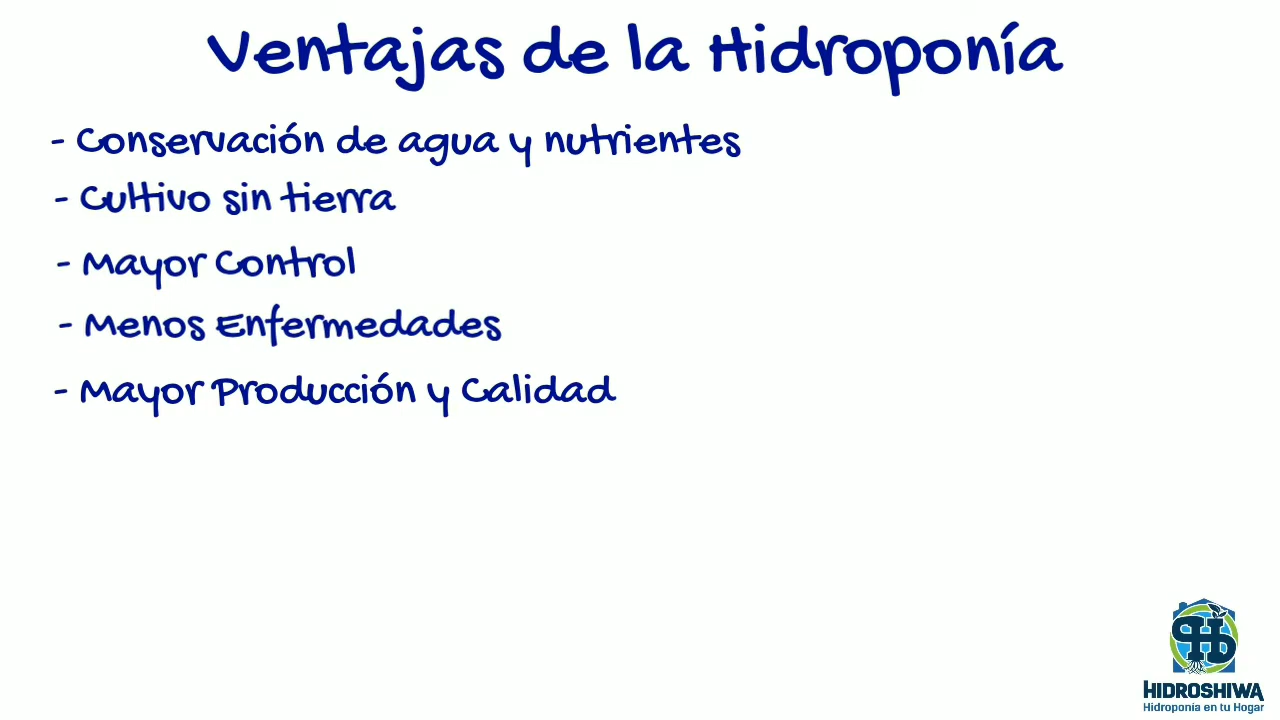 Ventajas de la Hidroponía
- Conservación de agua y nutrientes
- Cultivo sin tierra
- Mayor Control
- Menos Enfermedades
- Mayor Producción y Calidad
HIDROSHIWA
Hidroponía en tu Hogar